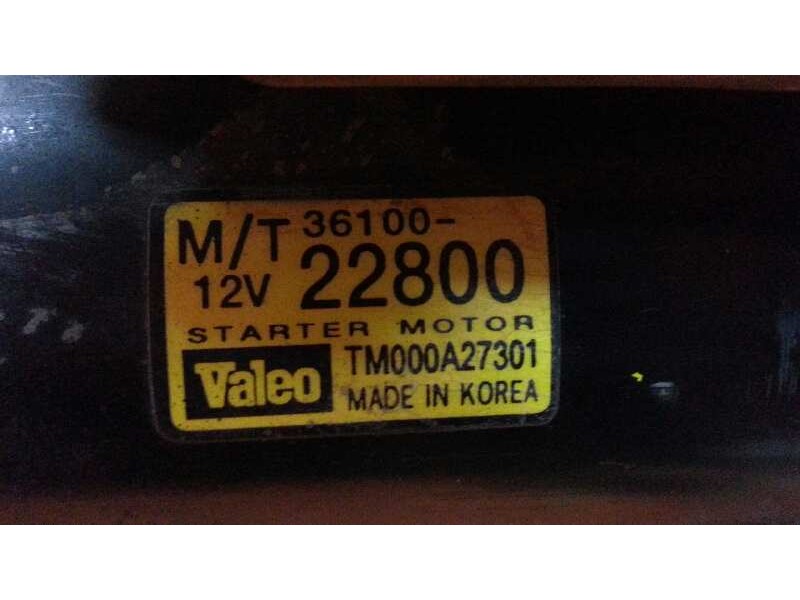 M/T 36100-
12V 22800
STARTER MOTOR
Valeo TM000A27301
MADE IN KOREA